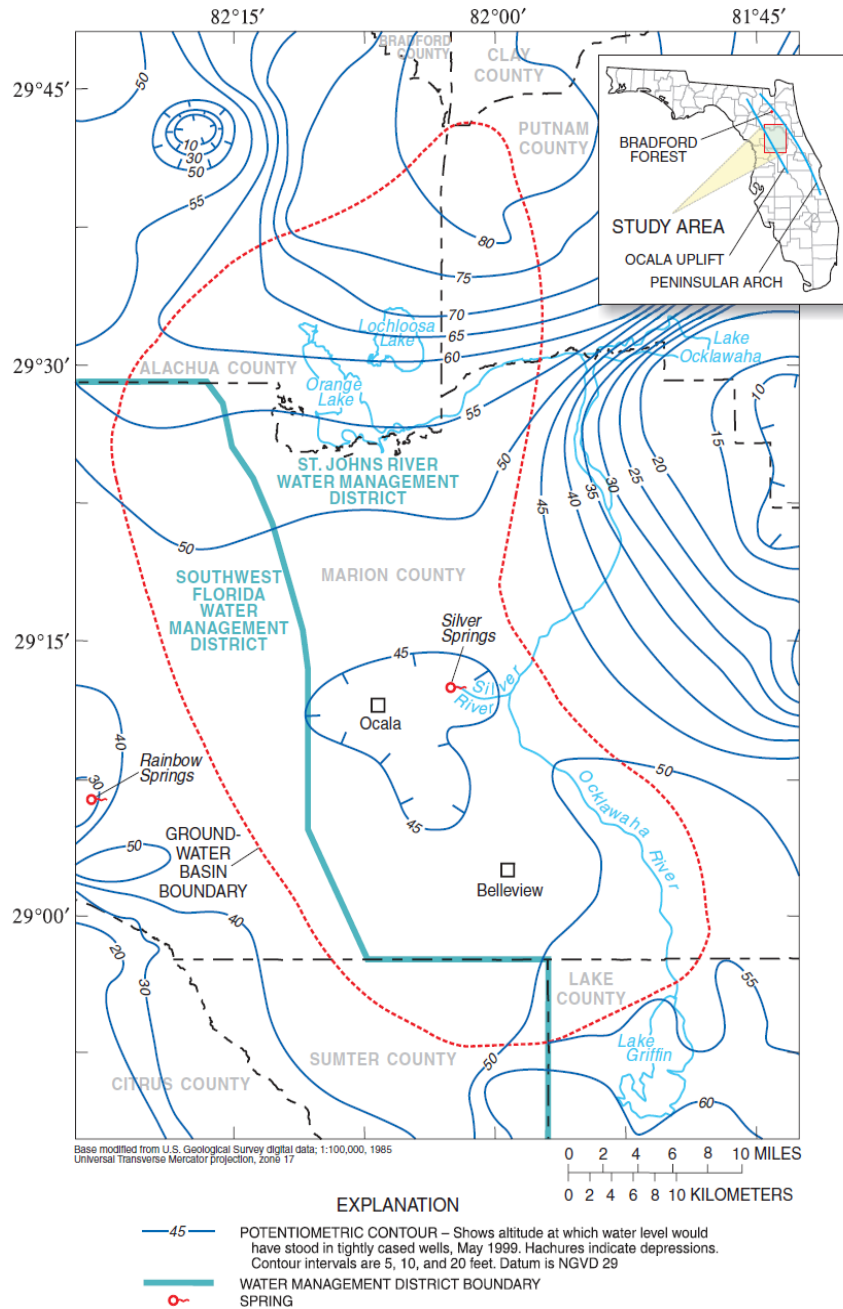 82°15′
82°00′
81°45′
29°45′
29°30′
29°15′
29°00′
BRADFORD
COUNTY
CLAY
COUNTY
PUTNAM
COUNTY
BRADFORD
FOREST
STUDY AREA
OCALA UPLIFT
PENINSULAR ARCH
50
10
30
50
55
80
75
70
65
60
Lochloosa
Lake
Lake
Ocklawaha
ALACHUA COUNTY
Orange
Lake
55
10
15
20
25
30
35
40
45
50
ST. JOHNS RIVER
WATER MANAGEMENT
DISTRICT
50
MARION COUNTY
SOUTHWEST
FLORIDA
WATER
MANAGEMENT
DISTRICT
Silver
Springs
45
Silver
River
Ocala
40
Rainbow
Springs
30
45
50
Ocklawaha River
50
GROUND-
WATER
BASIN
BOUNDARY
Belleview
40
20
30
LAKE
COUNTY
55
50
Lake
Griffin
SUMTER COUNTY
CITRUS COUNTY
60
Base modified from U.S. Geological Survey digital data; 1:100,000, 1985
Universal Transverse Mercator projection, zone 17
0 2 4 6 8 10 MILES
0 2 4 6 8 10 KILOMETERS
EXPLANATION
45 POTENTIOMETRIC CONTOUR – Shows altitude at which water level would
have stood in tightly cased wells, May 1999. Hachures indicate depressions.
Contour intervals are 5, 10, and 20 feet. Datum is NGVD 29
WATER MANAGEMENT DISTRICT BOUNDARY
SPRING